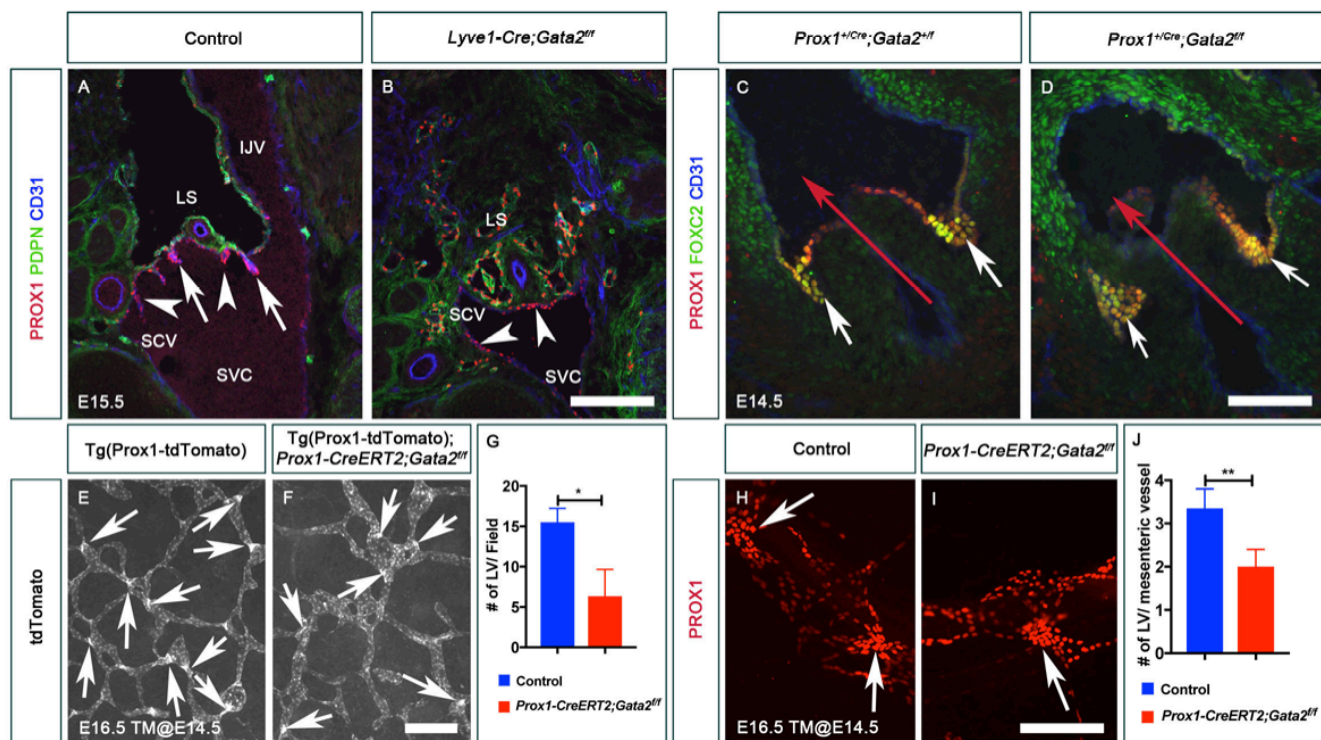 Control
Lyve1-Cre;Gata2f/f
Prox1+/Cre;Gata2+/f
Prox1+/Cre;Gata2f/f
PROX1 PDPN CD31
A
IJV
LS
SCV
SVC
E15.5
B
LS
SCV
SVC
PROX1 FOXC2 CD31
C
E14.5
D
Tg(Prox1-tdTomato)
Tg(Prox1-tdTomato);
Prox1-CreERT2;Gata2f/f
tdTomato
E
E16.5 TM@E14.5
F
G
# of LV/ Field
20
15
10
5
0
*
Control
Prox1-CreERT2;Gata2f/f
Control
Prox1-CreERT2;Gata2f/f
PROX1
H
E16.5 TM@E14.5
I
J
# of LV/ mesenteric vessel
4
3
2
1
0
**
Control
Prox1-CreERT2;Gata2f/f